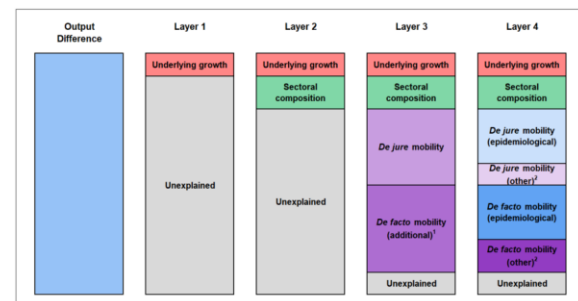 Output
Difference
Layer 1
Layer 2
Layer 3
Layer 4
Underlying growth
Unexplained
Underlying growth
Sectoral
composition
Unexplained
Underlying growth
Sectoral
composition
De jure mobility
De facto mobility
(additional)¹
Unexplained
Underlying growth
Sectoral
composition
De jure mobility
(epidemiological)
De jure mobility
(other)²
De facto mobility
(epidemiological)
De facto mobility
(other)²
Unexplained